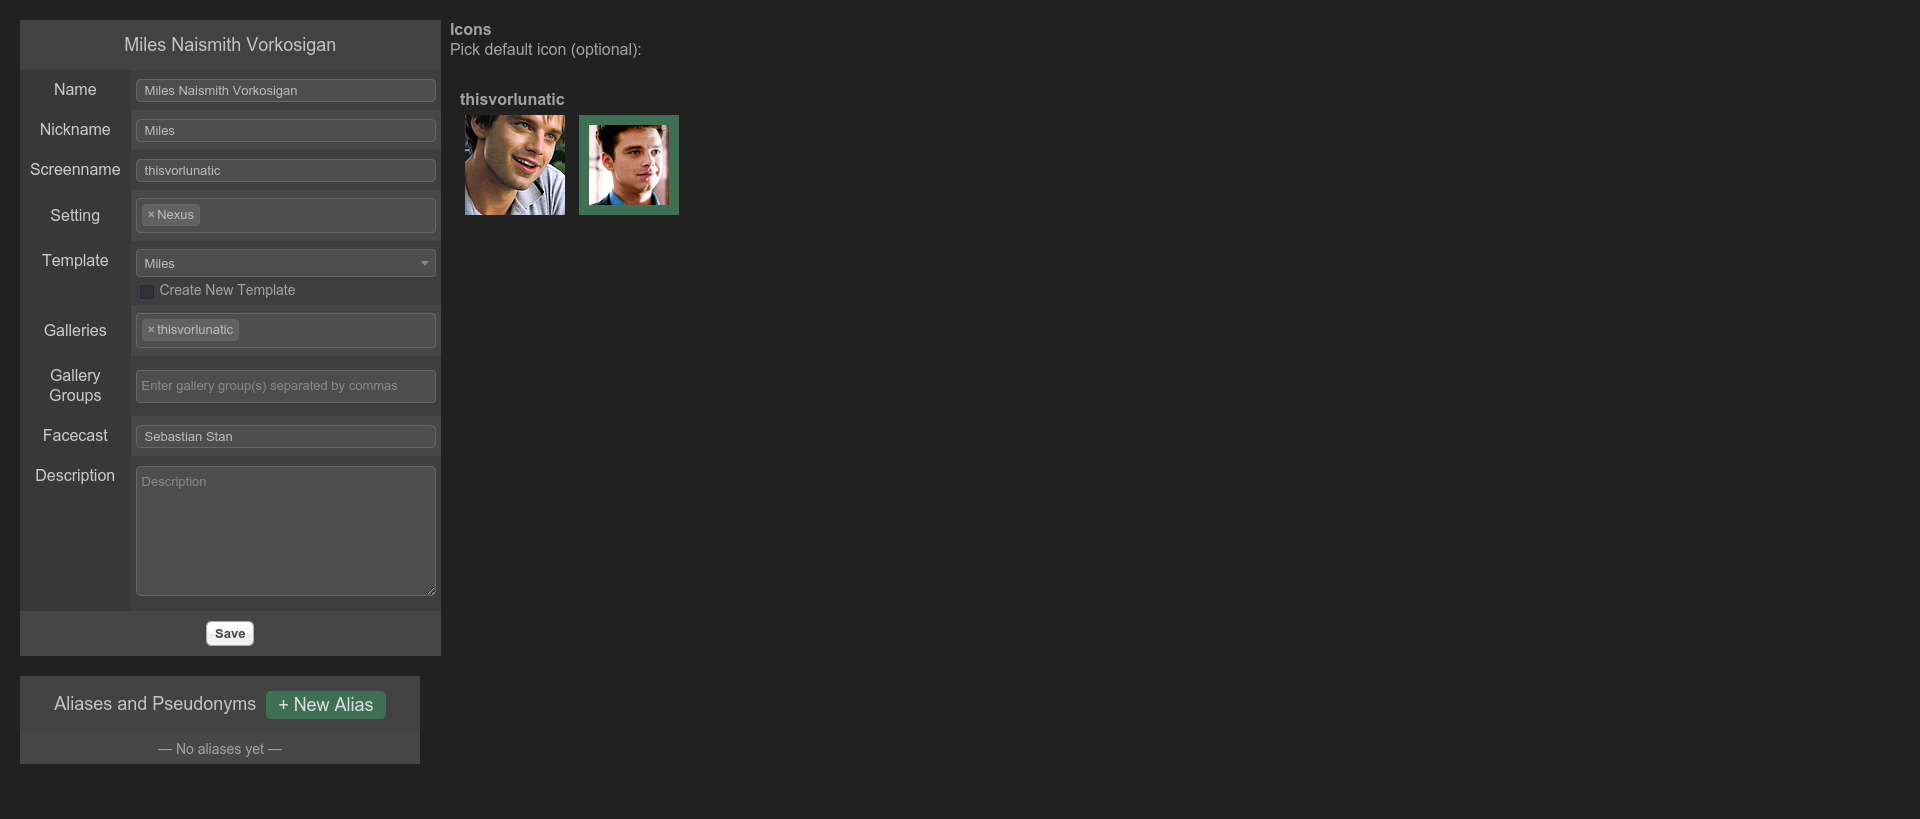 Miles Naismith Vorkosigan
Name
Miles Naismith Vorkosigan
Nickname
Miles
Screenname
thisvorlunatic
Setting
× Nexus
Template
Miles
Create New Template
Galleries
× thisvorlunatic
Gallery
Groups
Enter gallery group(s) separated by commas
Facecast
Sebastian Stan
Description
Description
Save
Aliases and Pseudonyms + New Alias
— No aliases yet —
Icons
Pick default icon (optional):
thisvorlunatic